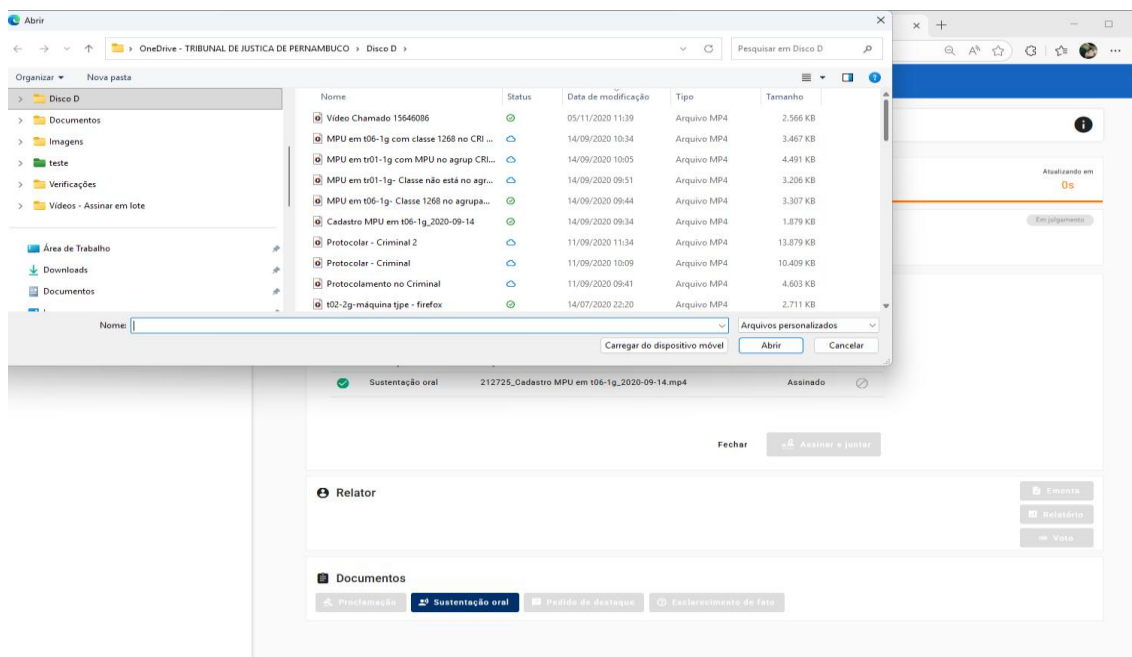 Abrir
OneDrive - TRIBUNAL DE JUSTICA DE PERNAMBUCO > Disco D >
Pesquisar em Disco D
Organizar
Nova pasta
Disco D
Documentos
Imagens
teste
Verificações
Vídeos - Assinar em lote
Área de Trabalho
Downloads
Documentos
Nome Status Data de modificação Tipo Tamanho
Vídeo Chamado 15646086 05/11/2020 11:39 Arquivo MP4 2.566 KB
MPU em t06-1g com classe 1268 no CRI ... 14/09/2020 10:34 Arquivo MP4 3.467 KB
MPU em tr01-1g com MPU no agrup CRI... 14/09/2020 10:05 Arquivo MP4 4.491 KB
MPU em tr01-1g- Classe não está no agr... 14/09/2020 09:51 Arquivo MP4 3.206 KB
MPU em t06-1g- Classe 1268 no agrupa... 14/09/2020 09:44 Arquivo MP4 3.307 KB
Cadastro MPU em t06-1g_2020-09-14 14/09/2020 09:34 Arquivo MP4 1.879 KB
Protocolar - Criminal 2 11/09/2020 11:34 Arquivo MP4 13.879 KB
Protocolar - Criminal 11/09/2020 10:09 Arquivo MP4 10.409 KB
Protocolamento no Criminal 11/09/2020 09:41 Arquivo MP4 4.603 KB
t02-2g-máquina tjpe - firefox 14/07/2020 22:20 Arquivo MP4 2.711 KB
Nome:
Arquivos personalizados
Carregar do dispositivo móvel
Abrir
Cancelar
Atualizando em
0s
Em julgamento
Sustentação oral 212725_Cadastro MPU em t06-1g_2020-09-14.mp4 Assinado
Fechar
Assinar e juntar
Relator
Ementa
Relatório
Voto
Documentos
Proclamação
Sustentação oral
Pedido de destaque
Esclarecimento de fato